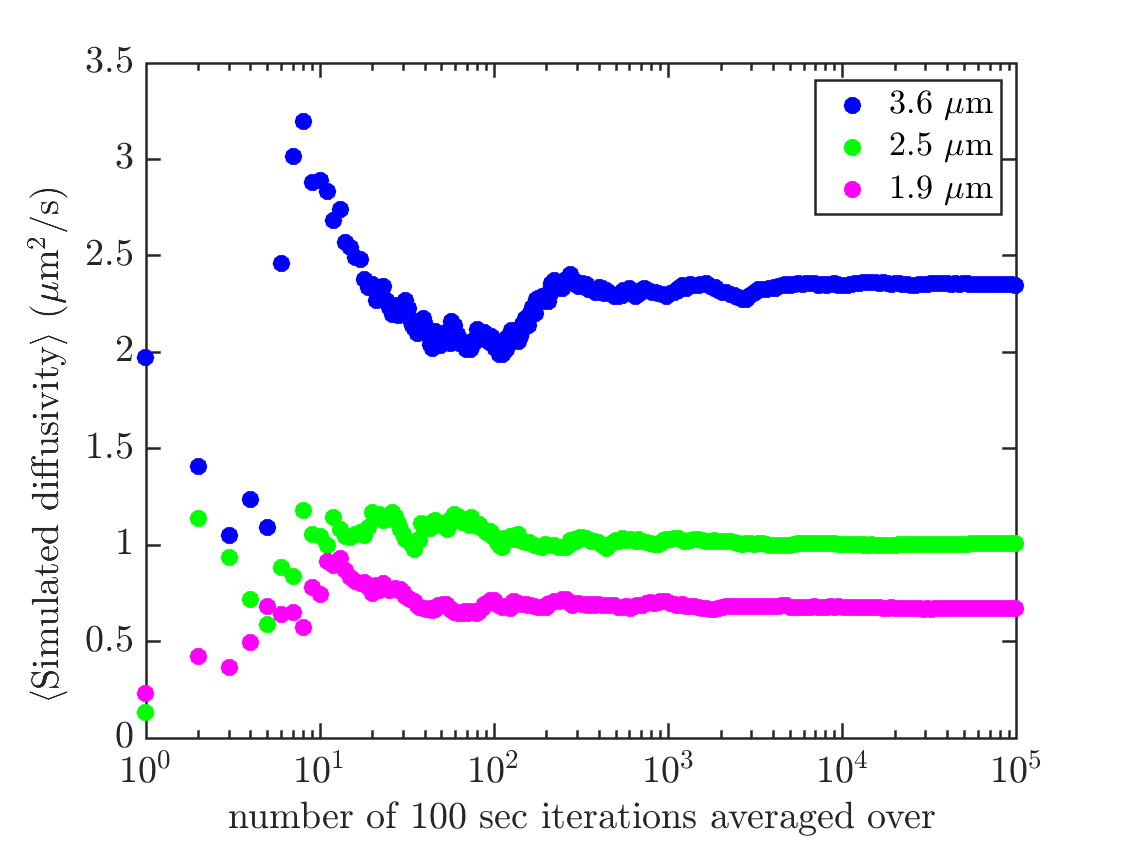 3.5
3
2.5
2
1.5
1
0.5
0
⟨Simulated diffusivity⟩ (μm²/s)
3.6 μm
2.5 μm
1.9 μm
10⁰ 10¹ 10² 10³ 10⁴ 10⁵
number of 100 sec iterations averaged over